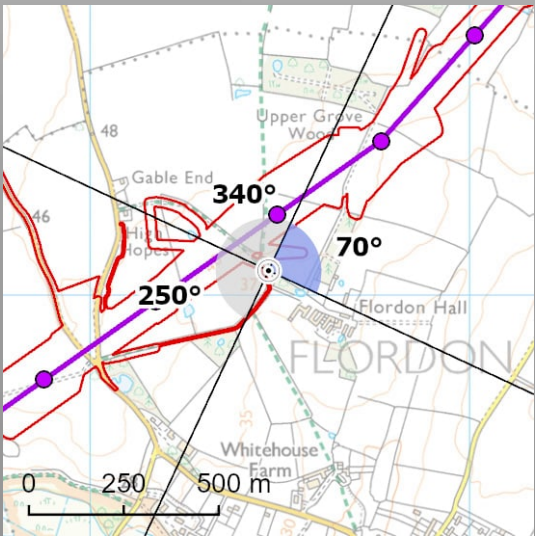 48
Upper Grove
Wood
Gable End
340°
46
High
Hopes
70°
37
250°
Flordon Hall
FLORDON
35
Whitehouse
Farm
0 250 500 m
30